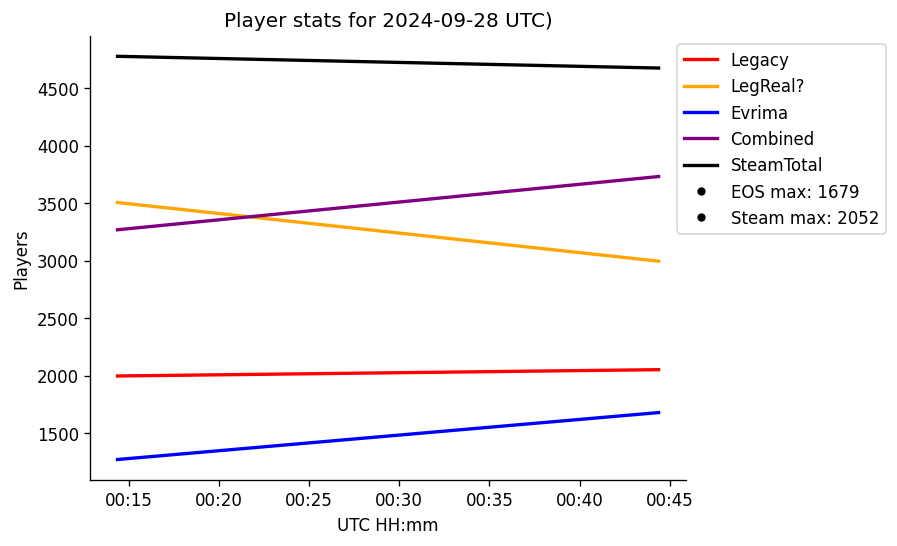 Player stats for 2024-09-28 UTC)
Legacy
LegReal?
Evrima
Combined
SteamTotal
EOS max: 1679
Steam max: 2052
Players
4500
4000
3500
3000
2500
2000
1500
00:15 00:20 00:25 00:30 00:35 00:40 00:45
UTC HH:mm